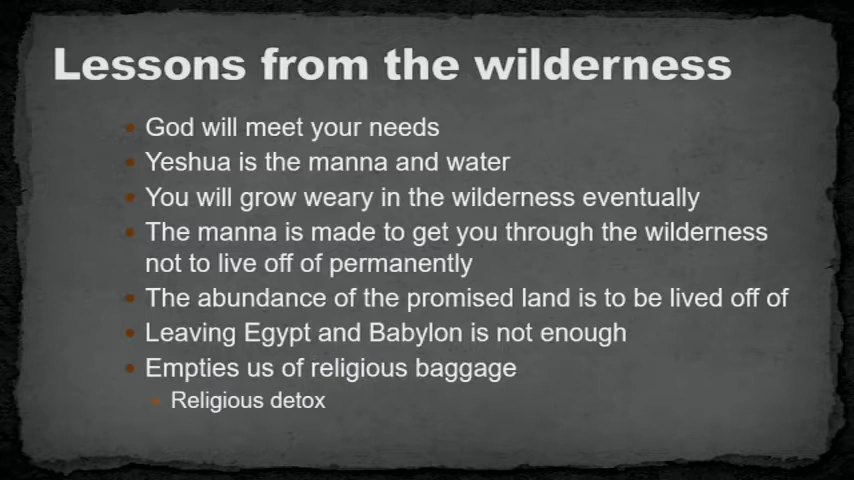 Lessons from the wilderness
God will meet your needs
Yeshua is the manna and water
You will grow weary in the wilderness eventually
The manna is made to get you through the wilderness
not to live off of permanently
The abundance of the promised land is to be lived off of
Leaving Egypt and Babylon is not enough
Empties us of religious baggage
Religious detox